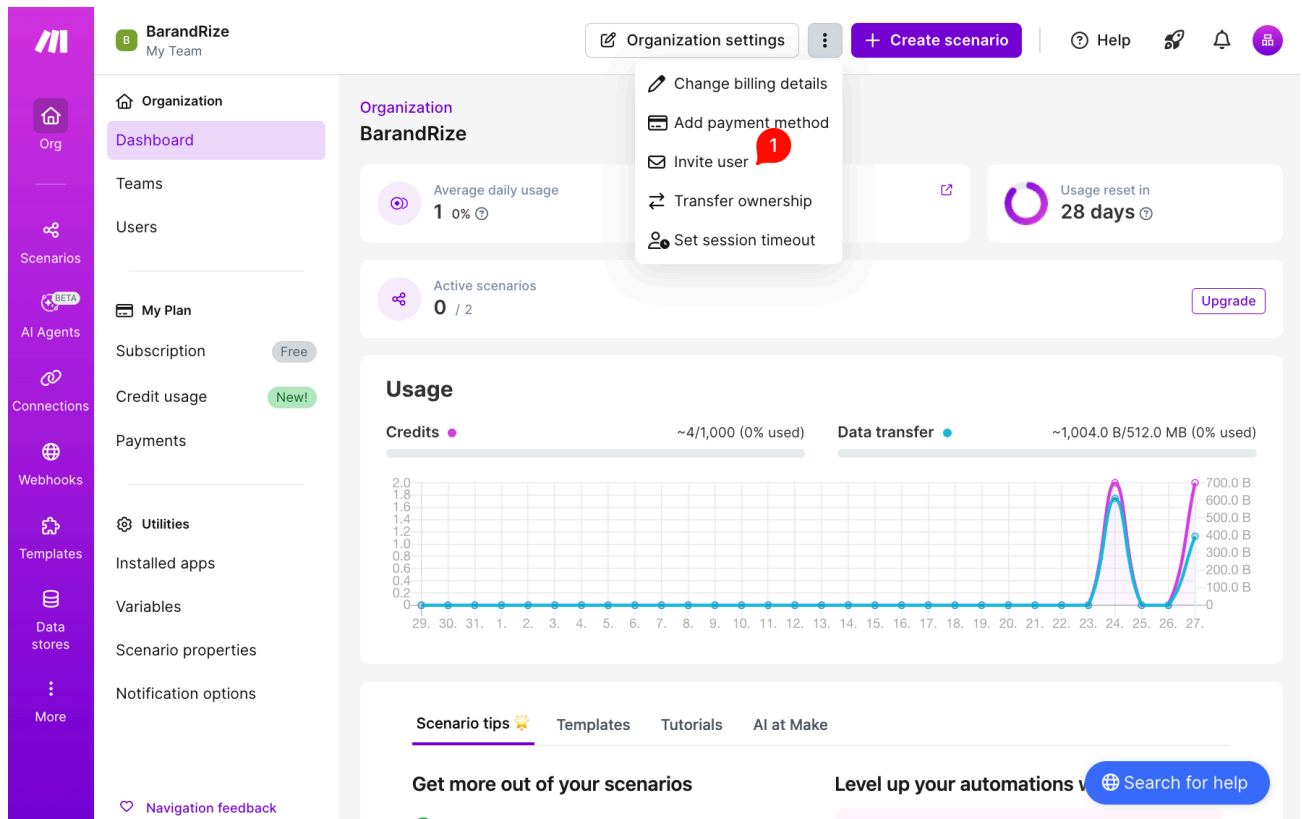 B
BarandRize
My Team
Organization settings
Create scenario
Help
Org
Scenarios
BETA
AI Agents
Connections
Webhooks
Templates
Data
stores
More
Organization
Dashboard
Teams
Users
My Plan
Subscription
Free
Credit usage
New!
Payments
Utilities
Installed apps
Variables
Scenario properties
Notification options
Navigation feedback
Change billing details
Add payment method
1
Invite user
Transfer ownership
Set session timeout
Organization
BarandRize
Average daily usage
1 0% ?
Usage reset in
28 days ?
Active scenarios
0 / 2
Upgrade
Usage
Credits ~4/1,000 (0% used)
Data transfer ~1,004.0 B/512.0 MB (0% used)
2.0
1.8
1.6
1.4
1.2
1.0
0.8
0.6
0.4
0.2
0
700.0 B
600.0 B
500.0 B
400.0 B
300.0 B
200.0 B
100.0 B
0
29. 30. 31. 1. 2. 3. 4. 5. 6. 7. 8. 9. 10. 11. 12. 13. 14. 15. 16. 17. 18. 19. 20. 21. 22. 23. 24. 25. 26. 27.
Scenario tips Templates Tutorials AI at Make
Get more out of your scenarios
Level up your automations
Search for help